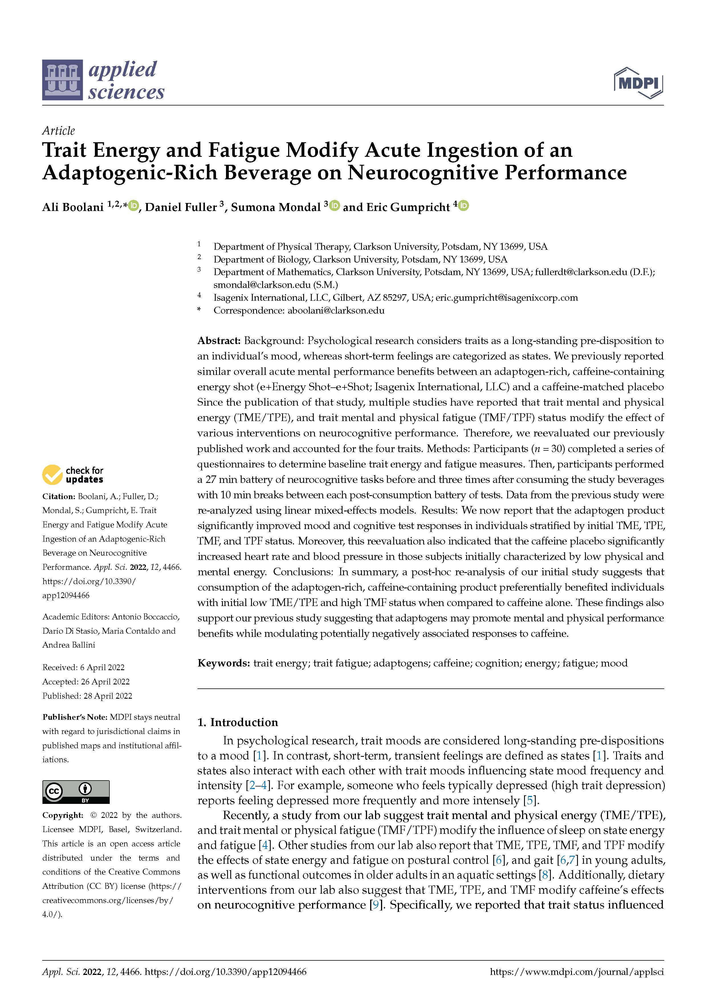 applied
sciences
MDPI
Article
Trait Energy and Fatigue Modify Acute Ingestion of an
Adaptogenic-Rich Beverage on Neurocognitive Performance
Ali Boolani 1,2,* iD, Daniel Fuller 3, Sumona Mondal 3 iD and Eric Gumpricht 4 iD
1 Department of Physical Therapy, Clarkson University, Potsdam, NY 13699, USA
2 Department of Biology, Clarkson University, Potsdam, NY 13699, USA
3 Department of Mathematics, Clarkson University, Potsdam, NY 13699, USA; fullerdt@clarkson.edu (D.F.);
smondal@clarkson.edu (S.M.)
4 Isagenix International, LLC, Gilbert, AZ 85297, USA; eric.gumpricht@isagenixcorp.com
* Correspondence: aboolani@clarkson.edu
Abstract: Background: Psychological research considers traits as a long-standing pre-disposition to
an individual's mood, whereas short-term feelings are categorized as states. We previously reported
similar overall acute mental performance benefits between an adaptogen-rich, caffeine-containing
energy shot (e+Energy Shot–e+Shot; Isagenix International, LLC) and a caffeine-matched placebo
Since the publication of that study, multiple studies have reported that trait mental and physical
energy (TME/TPE), and trait mental and physical fatigue (TMF/TPF) status modify the effect of
various interventions on neurocognitive performance. Therefore, we reevaluated our previously
published work and accounted for the four traits. Methods: Participants (n = 30) completed a series of
questionnaires to determine baseline trait energy and fatigue measures. Then, participants performed
a 27 min battery of neurocognitive tasks before and three times after consuming the study beverages
with 10 min breaks between each post-consumption battery of tests. Data from the previous study were
re-analyzed using linear mixed-effects models. Results: We now report that the adaptogen product
significantly improved mood and cognitive test responses in individuals stratified by initial TME, TPE,
TMF, and TPF status. Moreover, this reevaluation also indicated that the caffeine placebo significantly
increased heart rate and blood pressure in those subjects initially characterized by low physical and
mental energy. Conclusions: In summary, a post-hoc re-analysis of our initial study suggests that
consumption of the adaptogen-rich, caffeine-containing product preferentially benefited individuals
with initial low TME/TPE and high TMF status when compared to caffeine alone. These findings also
support our previous study suggesting that adaptogens may promote mental and physical performance
benefits while modulating potentially negatively associated responses to caffeine.
Keywords: trait energy; trait fatigue; adaptogens; caffeine; cognition; energy; fatigue; mood
check for
updates
Citation: Boolani, A.; Fuller, D.;
Mondal, S.; Gumpricht, E. Trait
Energy and Fatigue Modify Acute
Ingestion of an Adaptogenic-Rich
Beverage on Neurocognitive
Performance. Appl. Sci. 2022, 12, 4466.
https://doi.org/10.3390/
app12094466
Academic Editors: Antonio Boccaccio,
Dario Di Stasio, Maria Contaldo and
Andrea Ballini
Received: 6 April 2022
Accepted: 26 April 2022
Published: 28 April 2022
Publisher's Note: MDPI stays neutral
with regard to jurisdictional claims in
published maps and institutional affil-
iations.
cc BY
Copyright: © 2022 by the authors.
Licensee MDPI, Basel, Switzerland.
This article is an open access article
distributed under the terms and
conditions of the Creative Commons
Attribution (CC BY) license (https://
creativecommons.org/licenses/by/
4.0/).
1. Introduction
In psychological research, trait moods are considered long-standing pre-dispositions
to a mood [1]. In contrast, short-term, transient feelings are defined as states [1]. Traits and
states also interact with each other with trait moods influencing state mood frequency and
intensity [2–4]. For example, someone who feels typically depressed (high trait depression)
reports feeling depressed more frequently and more intensely [5].
Recently, a study from our lab suggest trait mental and physical energy (TME/TPE),
and trait mental or physical fatigue (TMF/TPF) modify the influence of sleep on state energy
and fatigue [4]. Other studies from our lab also report that TME, TPE, TMF, and TPF modify
the effects of state energy and fatigue on postural control [6], and gait [6,7] in young adults,
as well as functional outcomes in older adults in an aquatic settings [8]. Additionally, dietary
interventions from our lab also suggest that TME, TPE, and TMF modify caffeine's effects
on neurocognitive performance [9]. Specifically, we reported that trait status influenced
Appl. Sci. 2022, 12, 4466. https://doi.org/10.3390/app12094466
https://www.mdpi.com/journal/applsci